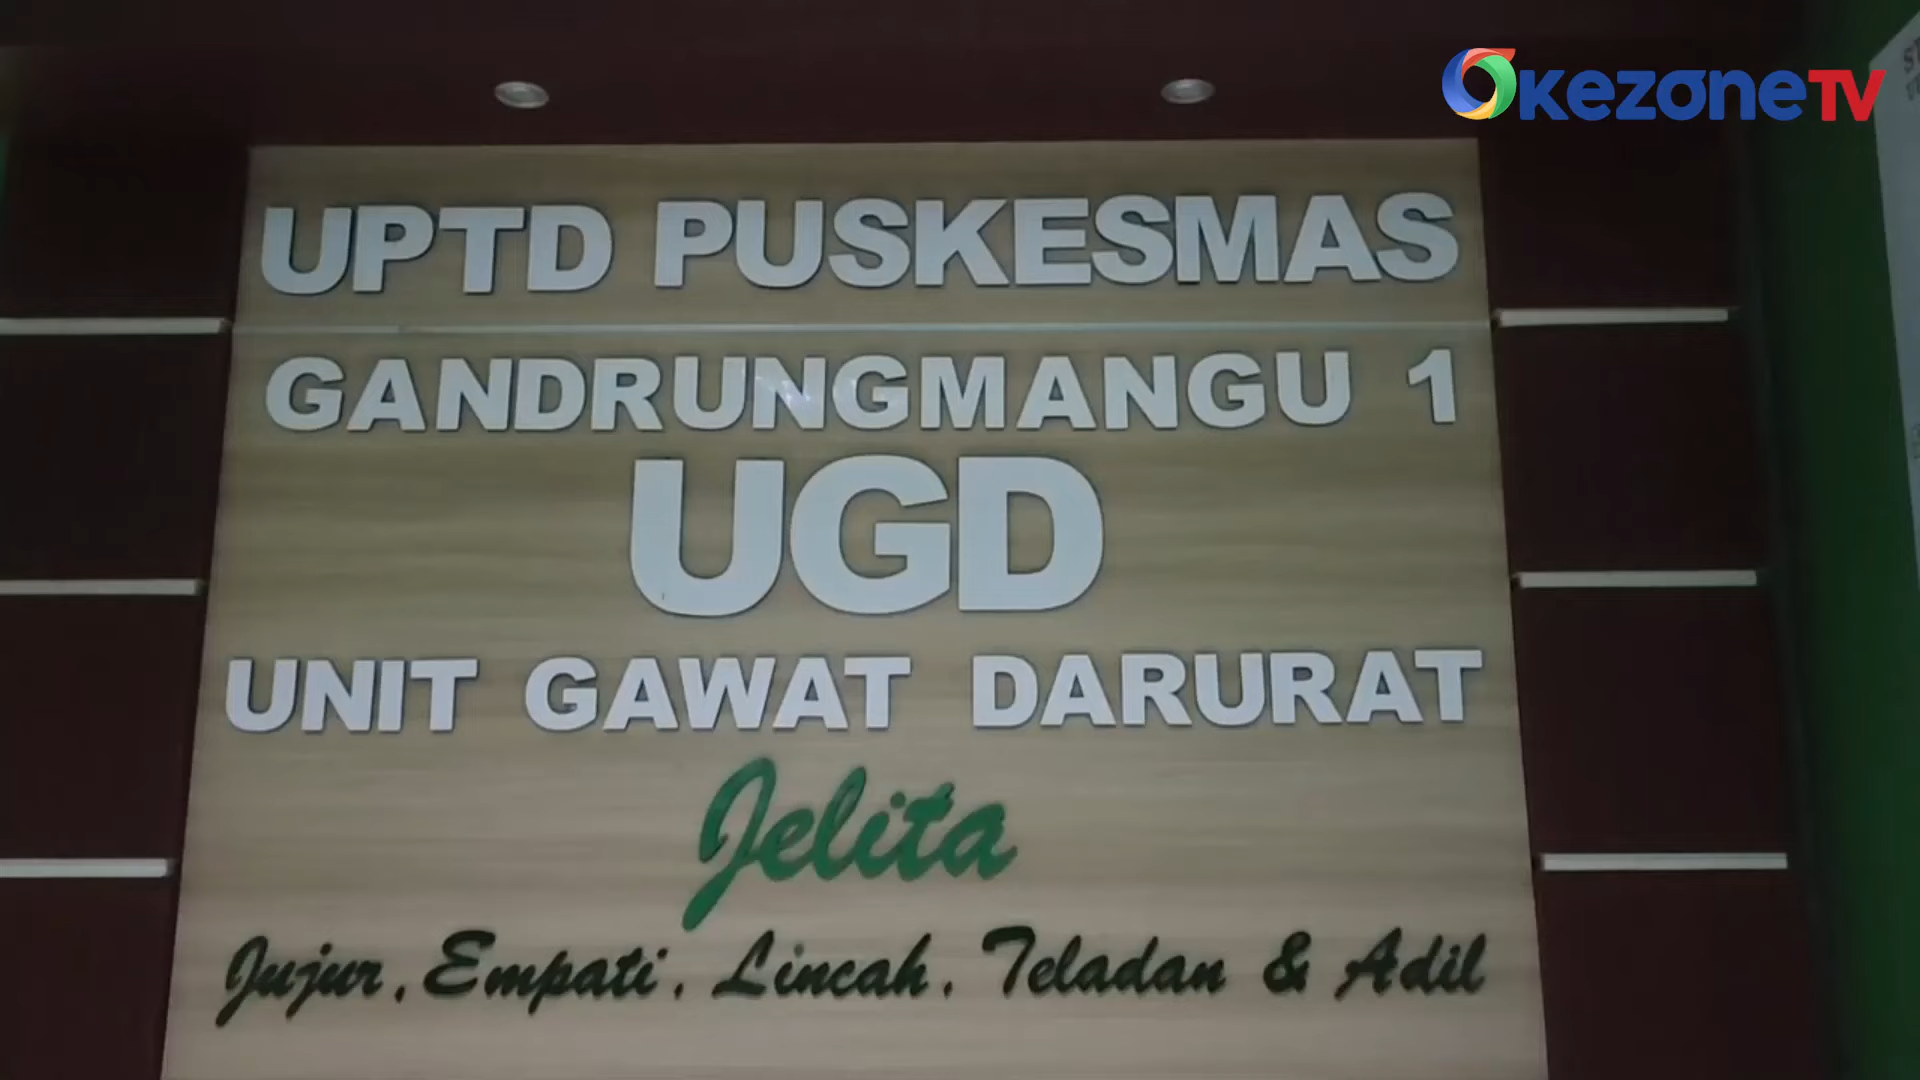 OkezoneTV
UPTD PUSKESMAS
GANDRUNGMANGU 1
UGD
UNIT GAWAT DARURAT
Jelita
Jujur, Empati, Lincah, Teladan & Adil